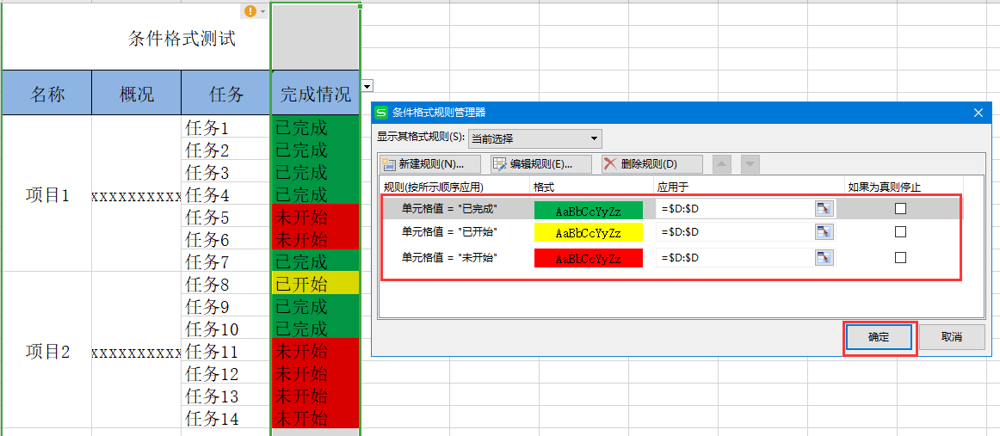 条件格式测试
名称 概况 任务 完成情况
任务1 已完成
任务2 已完成
任务3 已完成
项目1 xxxxxxxxxx 任务4 已完成
任务5 未开始
任务6 未开始
任务7 已完成
任务8 已开始
任务9 已完成
任务10 已完成
项目2 xxxxxxxxxx 任务11 未开始
任务12 未开始
任务13 未开始
任务14 未开始
S 条件格式规则管理器
显示其格式规则(S): 当前选择
新建规则(N)... 编辑规则(E)... 删除规则(D)
规则(按所示顺序应用) 格式 应用于 如果为真则停止
单元格值 = "已完成" AaBbCcYyZz =$D:$D
单元格值 = "已开始" AaBbCcYyZz =$D:$D
单元格值 = "未开始" AaBbCcYyZz =$D:$D
确定 取消